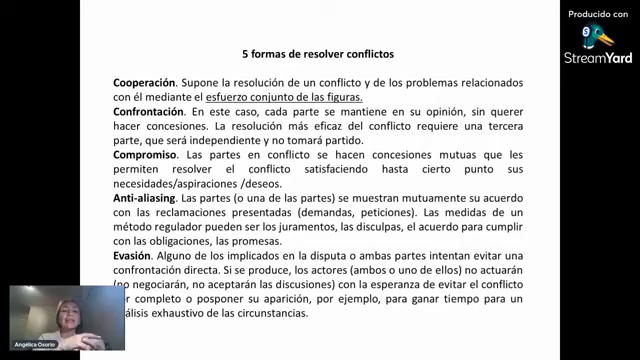 Producido con
StreamYard
5 formas de resolver conflictos
Cooperación. Supone la resolución de un conflicto y de los problemas relacionados
con él mediante el esfuerzo conjunto de las figuras.
Confrontación. En este caso, cada parte se mantiene en su opinión, sin querer
hacer concesiones. La resolución más eficaz del conflicto requiere una tercera
parte, que será independiente y no tomará partido.
Compromiso. Las partes en conflicto se hacen concesiones mutuas que les
permiten resolver el conflicto satisfaciendo hasta cierto punto sus
necesidades/aspiraciones /deseos.
Anti-aliasing. Las partes (o una de las partes) se muestran mutuamente su acuerdo
con las reclamaciones presentadas (demandas, peticiones). Las medidas de un
método regulador pueden ser los juramentos, las disculpas, el acuerdo para cumplir
con las obligaciones, las promesas.
Evasión. Alguno de los implicados en la disputa o ambas partes intentan evitar una
confrontación directa. Si se produce, los actores (ambos o uno de ellos) no actuarán
(no negociarán, no aceptarán las discusiones) con la esperanza de evitar el conflicto
completo o posponer su aparición, por ejemplo, para ganar tiempo para un
exhaustivo de las circunstancias.
Angélica Osorio